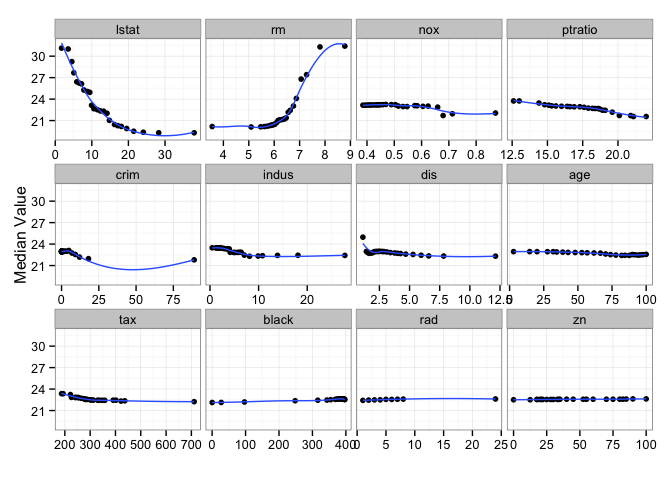 lstat rm nox ptratio
30
27
24
21
0 10 20 30 4 5 6 7 8 9 0.4 0.5 0.6 0.7 0.8 12.5 15.0 17.5 20.0
crim indus dis age
30
27
24
21
0 25 50 75 0 10 20 2.5 5.0 7.5 10.0 12.5 0 25 50 75 100
tax black rad zn
30
27
24
21
200 300 400 500 600 700 0 100 200 300 400 0 5 10 15 20 25 0 25 50 75 100
Median Value